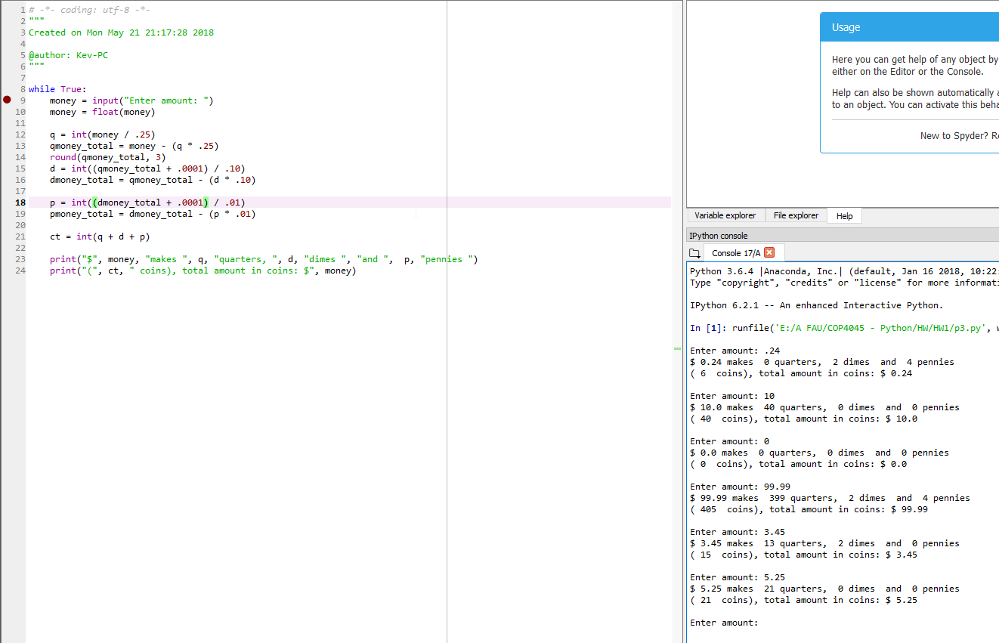 1 # -*- coding: utf-8 -*-
2 """
3 Created on Mon May 21 21:17:28 2018
4
5 @author: Kev-PC
6 """
7
8 while True:
9     money = input("Enter amount: ")
10     money = float(money)
11
12     q = int(money / .25)
13     qmoney_total = money - (q * .25)
14     round(qmoney_total, 3)
15     d = int((qmoney_total + .0001) / .10)
16     dmoney_total = qmoney_total - (d * .10)
17
18     p = int((dmoney_total + .0001) / .01)
19     pmoney_total = dmoney_total - (p * .01)
20
21     ct = int(q + d + p)
22
23     print("$", money, "makes ", q, "quarters, ", d, "dimes ", "and ",  p, "pennies ")
24     print("(", ct, " coins), total amount in coins: $", money)
Usage
Here you can get help of any object by
either on the Editor or the Console.
Help can also be shown automatically a
to an object. You can activate this beha
New to Spyder? Re
Variable explorer File explorer Help
IPython console
Console 17/A
Python 3.6.4 |Anaconda, Inc.| (default, Jan 16 2018, 10:22:
Type "copyright", "credits" or "license" for more informati
IPython 6.2.1 -- An enhanced Interactive Python.
In [1]: runfile('E:/A FAU/COP4045 - Python/HW/HW1/p3.py', w
Enter amount: .24
$ 0.24 makes  0 quarters,  2 dimes  and  4 pennies
( 6  coins), total amount in coins: $ 0.24
Enter amount: 10
$ 10.0 makes  40 quarters,  0 dimes  and  0 pennies
( 40  coins), total amount in coins: $ 10.0
Enter amount: 0
$ 0.0 makes  0 quarters,  0 dimes  and  0 pennies
( 0  coins), total amount in coins: $ 0.0
Enter amount: 99.99
$ 99.99 makes  399 quarters,  2 dimes  and  4 pennies
( 405  coins), total amount in coins: $ 99.99
Enter amount: 3.45
$ 3.45 makes  13 quarters,  2 dimes  and  0 pennies
( 15  coins), total amount in coins: $ 3.45
Enter amount: 5.25
$ 5.25 makes  21 quarters,  0 dimes  and  0 pennies
( 21  coins), total amount in coins: $ 5.25
Enter amount: